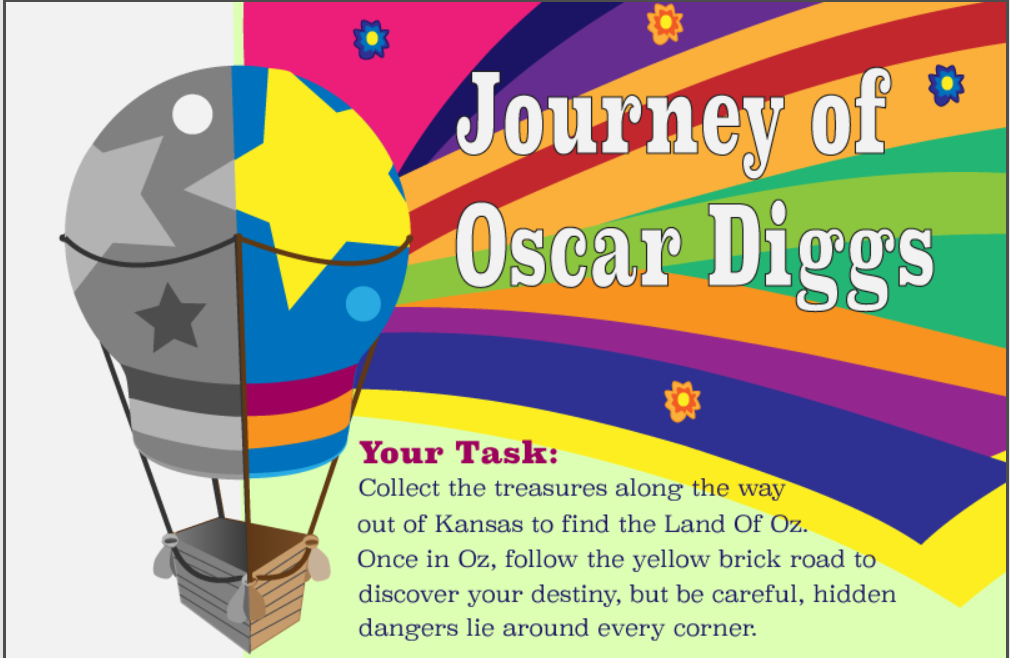 Journey of
Oscar Diggs
Your Task:
Collect the treasures along the way
out of Kansas to find the Land Of Oz.
Once in Oz, follow the yellow brick road to
discover your destiny, but be careful, hidden
dangers lie around every corner.